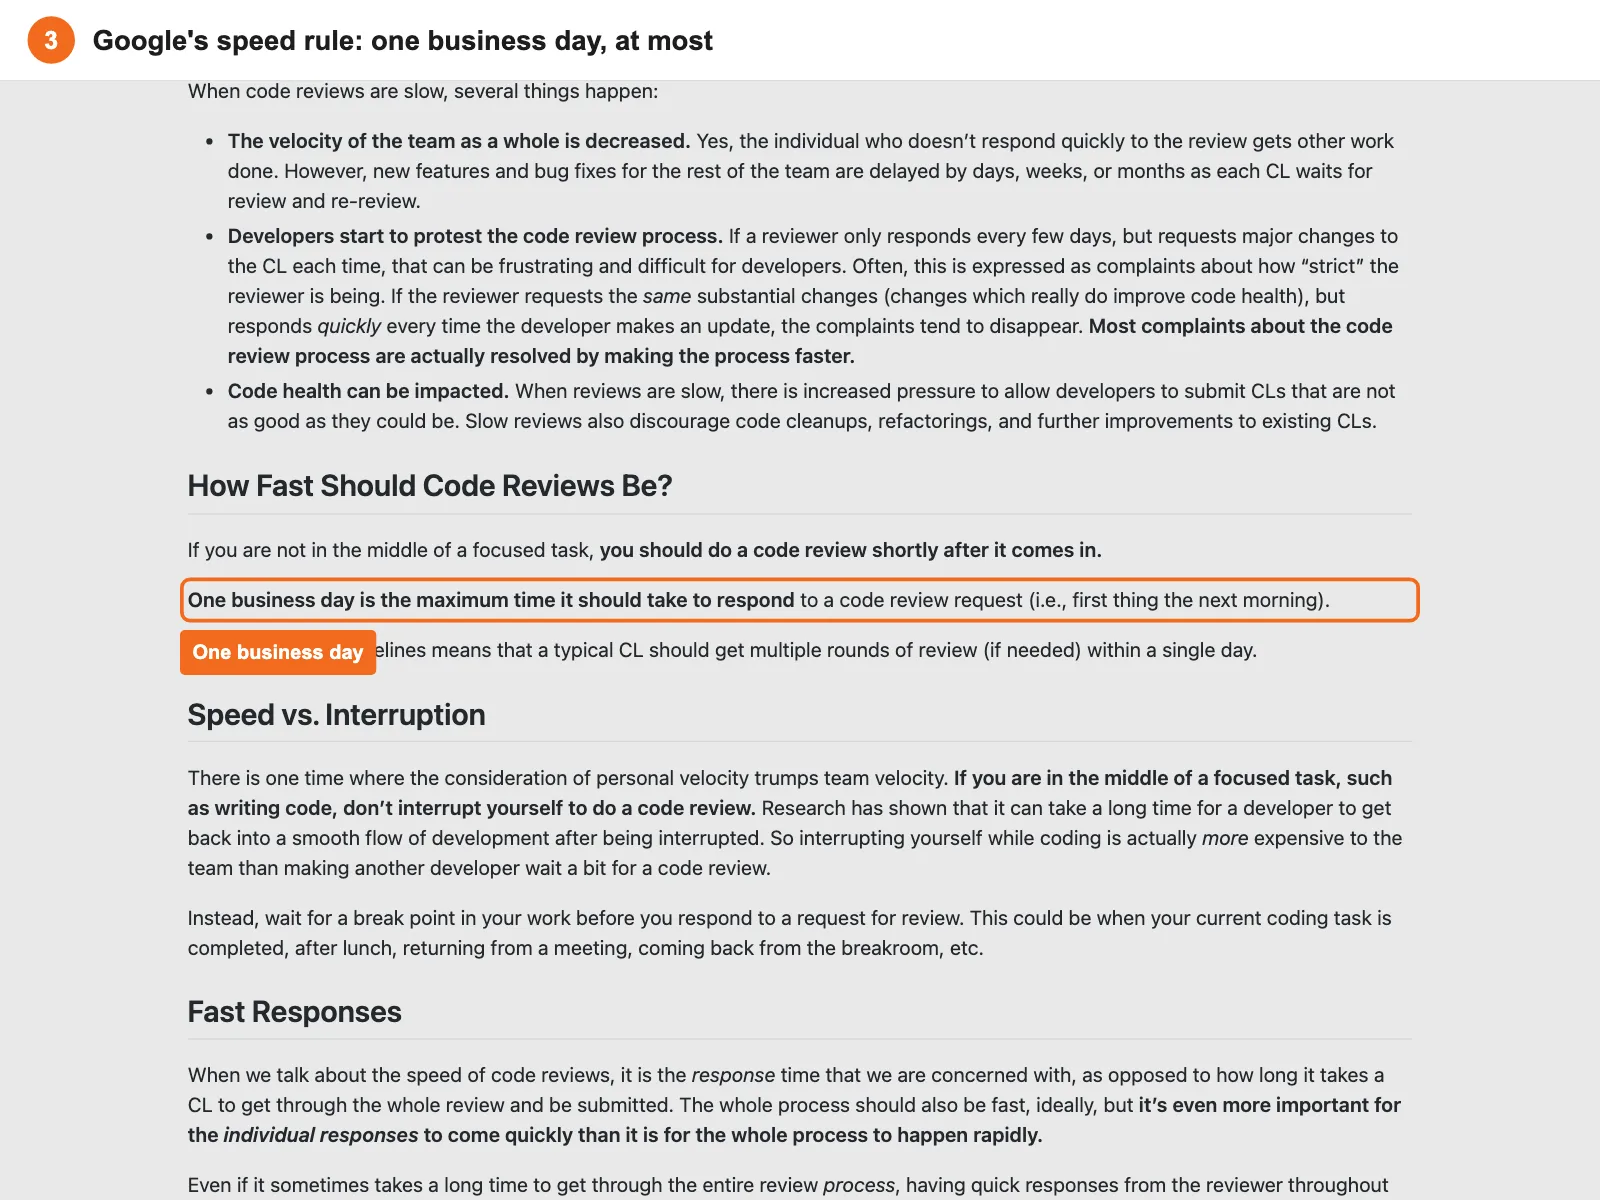 3
Google's speed rule: one business day, at most
When code reviews are slow, several things happen:
• The velocity of the team as a whole is decreased. Yes, the individual who doesn’t respond quickly to the review gets other work
done. However, new features and bug fixes for the rest of the team are delayed by days, weeks, or months as each CL waits for
review and re-review.
• Developers start to protest the code review process. If a reviewer only responds every few days, but requests major changes to
the CL each time, that can be frustrating and difficult for developers. Often, this is expressed as complaints about how “strict” the
reviewer is being. If the reviewer requests the same substantial changes (changes which really do improve code health), but
responds quickly every time the developer makes an update, the complaints tend to disappear. Most complaints about the code
review process are actually resolved by making the process faster.
• Code health can be impacted. When reviews are slow, there is increased pressure to allow developers to submit CLs that are not
as good as they could be. Slow reviews also discourage code cleanups, refactorings, and further improvements to existing CLs.
How Fast Should Code Reviews Be?
If you are not in the middle of a focused task, you should do a code review shortly after it comes in.
One business day is the maximum time it should take to respond to a code review request (i.e., first thing the next morning).
One business day
elines means that a typical CL should get multiple rounds of review (if needed) within a single day.
Speed vs. Interruption
There is one time where the consideration of personal velocity trumps team velocity. If you are in the middle of a focused task, such
as writing code, don’t interrupt yourself to do a code review. Research has shown that it can take a long time for a developer to get
back into a smooth flow of development after being interrupted. So interrupting yourself while coding is actually more expensive to the
team than making another developer wait a bit for a code review.
Instead, wait for a break point in your work before you respond to a request for review. This could be when your current coding task is
completed, after lunch, returning from a meeting, coming back from the breakroom, etc.
Fast Responses
When we talk about the speed of code reviews, it is the response time that we are concerned with, as opposed to how long it takes a
CL to get through the whole review and be submitted. The whole process should also be fast, ideally, but it’s even more important for
the individual responses to come quickly than it is for the whole process to happen rapidly.
Even if it sometimes takes a long time to get through the entire review process, having quick responses from the reviewer throughout